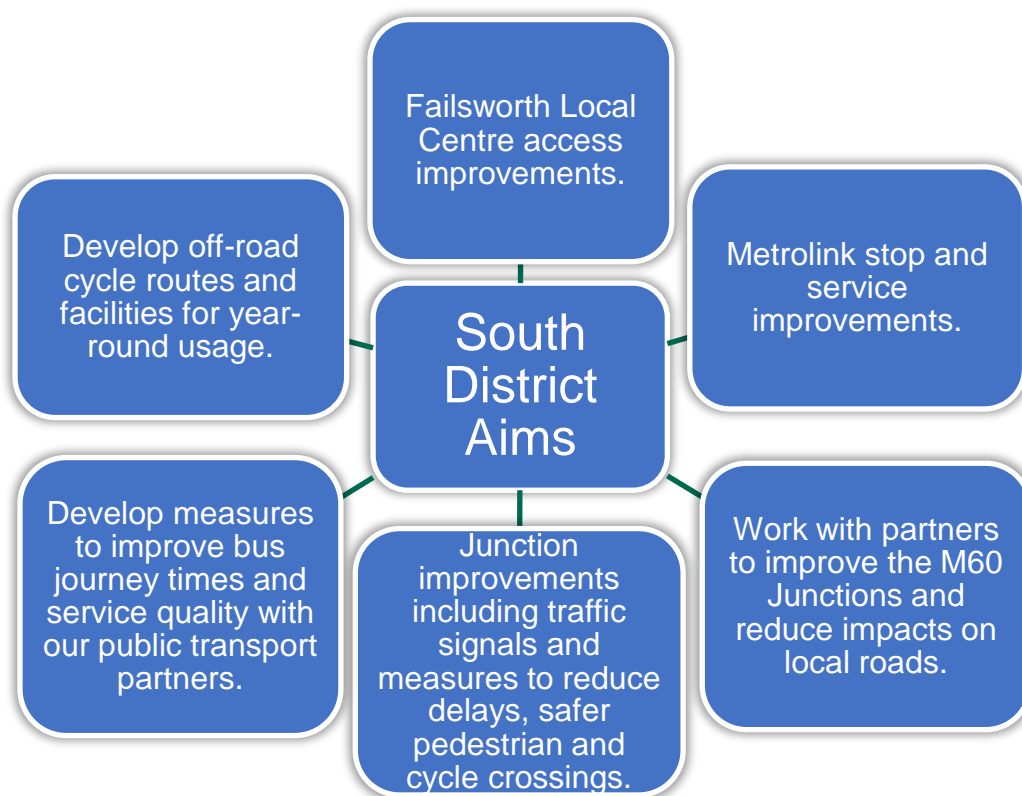 Failsworth Local
Centre access
improvements.
Metrolink stop and
service
improvements.
Work with partners
to improve the M60
Junctions and
reduce impacts on
local roads.
Junction
improvements
including traffic
signals and
measures to reduce
delays, safer
pedestrian and
cycle crossings.
Develop measures
to improve bus
journey times and
service quality with
our public transport
partners.
Develop off-road
cycle routes and
facilities for year-
round usage.
South
District
Aims